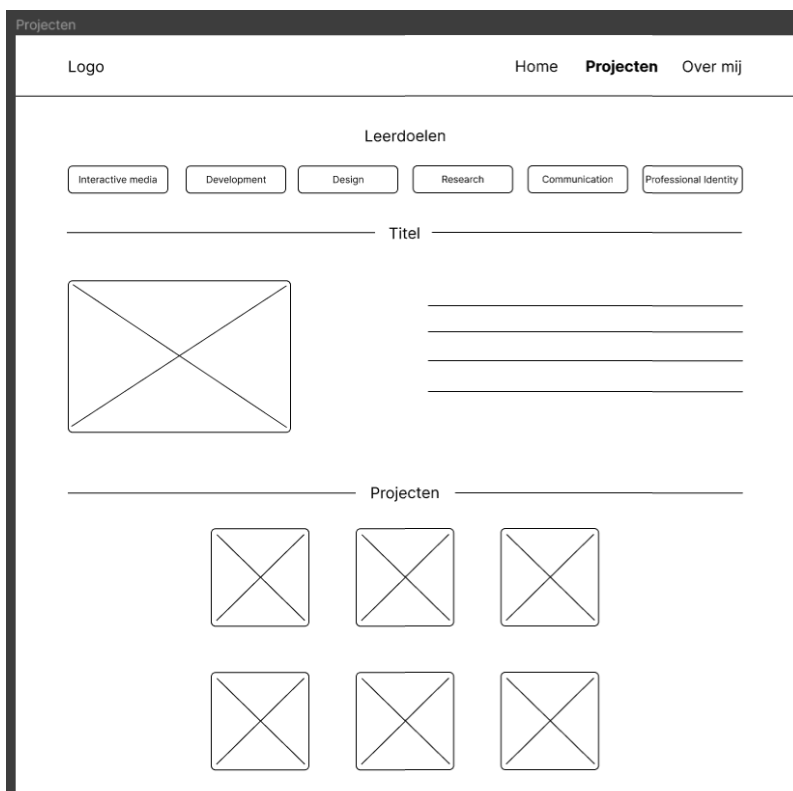 Projecten
Logo Home Projecten Over mij
Leerdoelen
Interactive media Development Design Research Communication Professional Identity
Titel
Projecten